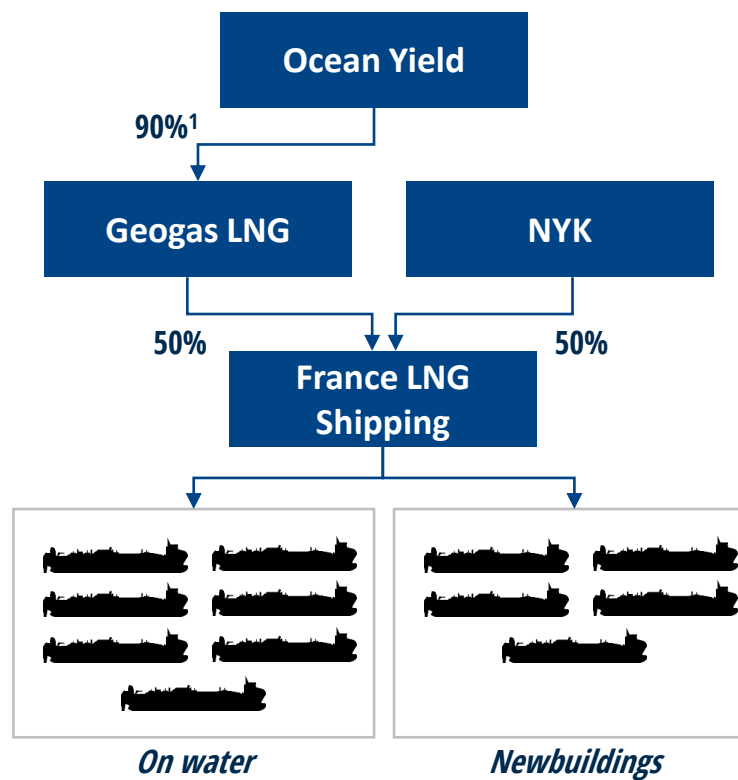 Ocean Yield
90%¹
Geogas LNG
NYK
50%
50%
France LNG
Shipping
On water
Newbuildings